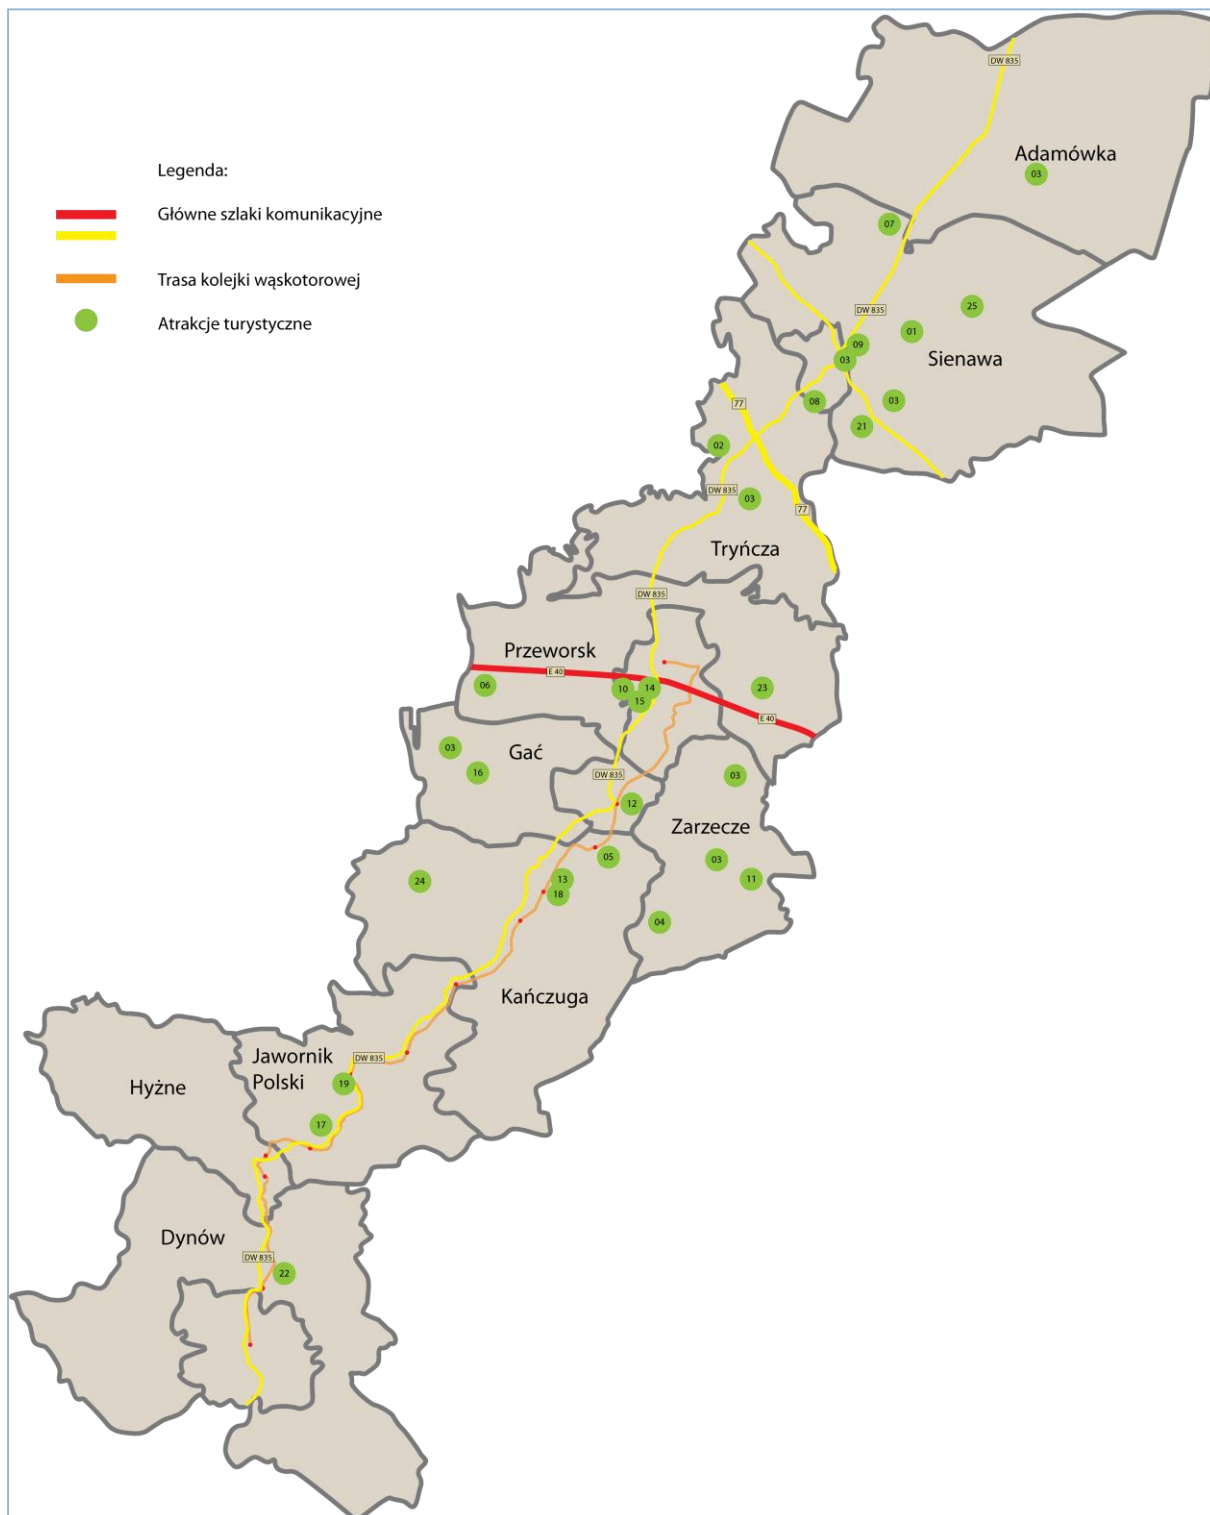 DW 835
Adamówka
03
Legenda:
Główne szlaki komunikacyjne
Trasa kolejki wąskotorowej
Atrakcje turystyczne
07
25
DW 835
01
09
03
Sienawa
03
08
77
21
02
DW 835
03
77
Tryńcza
DW 835
Przeworsk
E 40
06
10
14
15
23
E 40
03
Gać
16
DW 835
03
12
Zarzecze
05
03
24
13
11
18
04
Kańczuga
DW 835
Jawornik
Polski
19
Hyżne
17
Dynów
DW 835
22